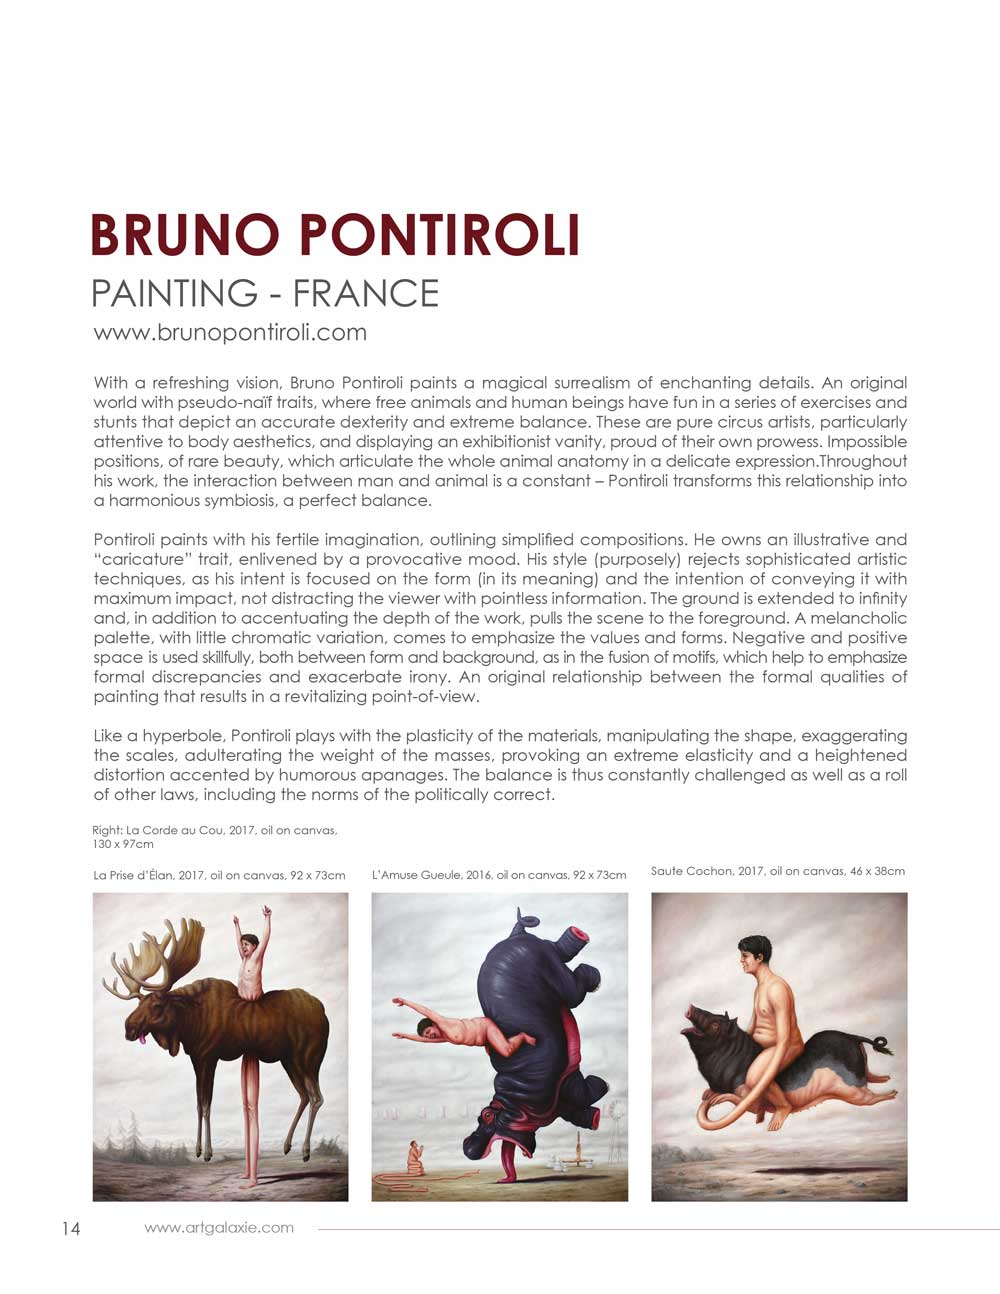 BRUNO PONTIROLI
PAINTING - FRANCE
www.brunopontiroli.com
With a refreshing vision, Bruno Pontiroli paints a magical surrealism of enchanting details. An original
world with pseudo-naïf traits, where free animals and human beings have fun in a series of exercises and
stunts that depict an accurate dexterity and extreme balance. These are pure circus artists, particularly
attentive to body aesthetics, and displaying an exhibitionist vanity, proud of their own prowess. Impossible
positions, of rare beauty, which articulate the whole animal anatomy in a delicate expression.Throughout
his work, the interaction between man and animal is a constant – Pontiroli transforms this relationship into
a harmonious symbiosis, a perfect balance.
Pontiroli paints with his fertile imagination, outlining simplified compositions. He owns an illustrative and
“caricature” trait, enlivened by a provocative mood. His style (purposely) rejects sophisticated artistic
techniques, as his intent is focused on the form (in its meaning) and the intention of conveying it with
maximum impact, not distracting the viewer with pointless information. The ground is extended to infinity
and, in addition to accentuating the depth of the work, pulls the scene to the foreground. A melancholic
palette, with little chromatic variation, comes to emphasize the values and forms. Negative and positive
space is used skillfully, both between form and background, as in the fusion of motifs, which help to emphasize
formal discrepancies and exacerbate irony. An original relationship between the formal qualities of
painting that results in a revitalizing point-of-view.
Like a hyperbole, Pontiroli plays with the plasticity of the materials, manipulating the shape, exaggerating
the scales, adulterating the weight of the masses, provoking an extreme elasticity and a heightened
distortion accented by humorous apanages. The balance is thus constantly challenged as well as a roll
of other laws, including the norms of the politically correct.
Right: La Corde au Cou, 2017, oil on canvas,
130 x 97cm
La Prise d’Élan, 2017, oil on canvas, 92 x 73cm
L’Amuse Gueule, 2016, oil on canvas, 92 x 73cm
Saute Cochon, 2017, oil on canvas, 46 x 38cm
14
www.artgalaxie.com